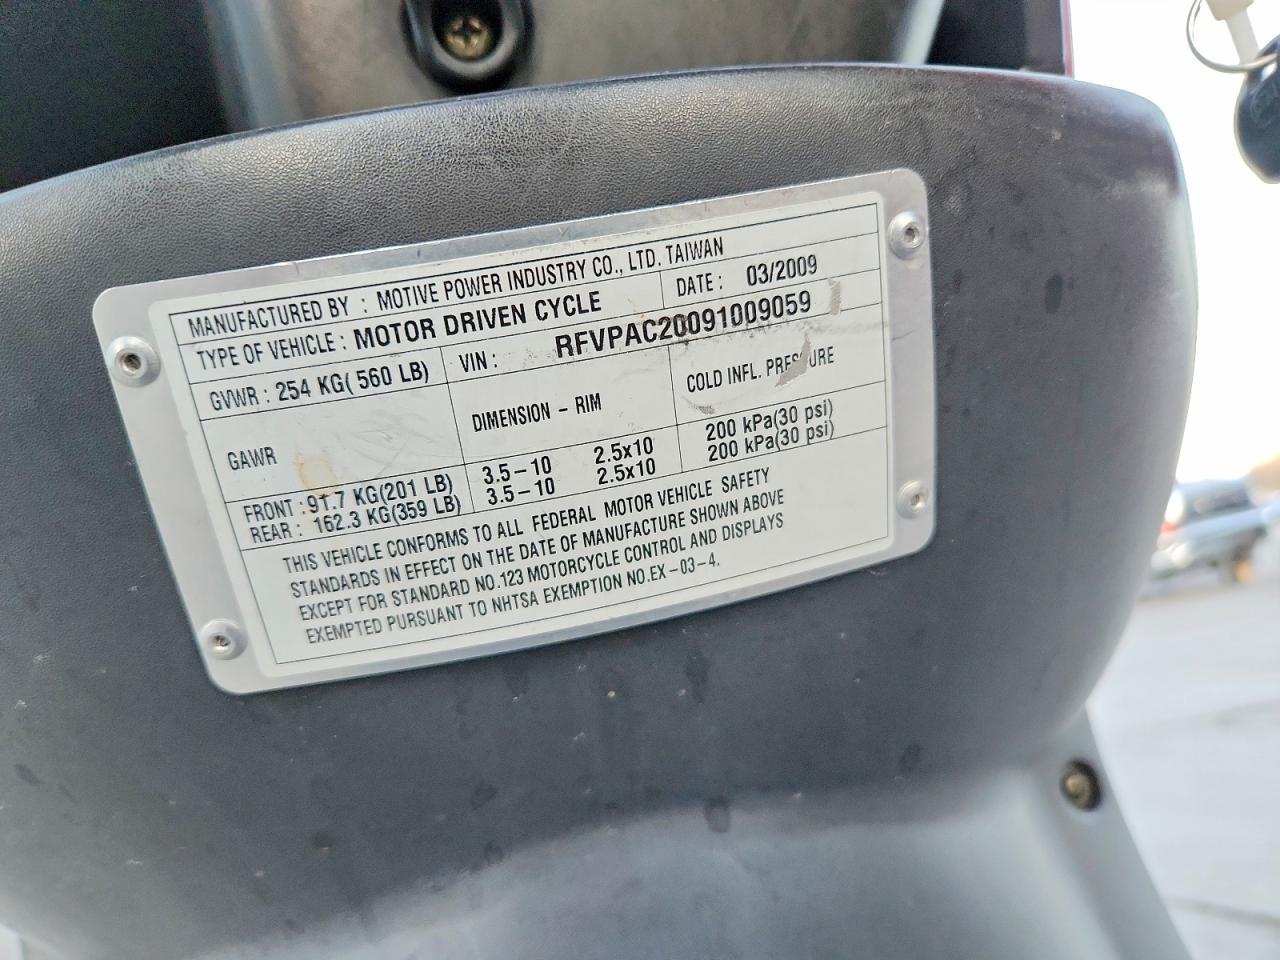 MANUFACTURED BY : MOTIVE POWER INDUSTRY CO., LTD. TAIWAN
TYPE OF VEHICLE : MOTOR DRIVEN CYCLE DATE : 03/2009
GVWR : 254 KG( 560 LB) VIN : RFVPAC20091009059
GAWR DIMENSION - RIM COLD INFL. PRESSURE
FRONT : 91.7 KG(201 LB) 3.5-10 2.5x10 200 kPa(30 psi)
REAR : 162.3 KG(359 LB) 3.5-10 2.5x10 200 kPa(30 psi)
THIS VEHICLE CONFORMS TO ALL FEDERAL MOTOR VEHICLE SAFETY
STANDARDS IN EFFECT ON THE DATE OF MANUFACTURE SHOWN ABOVE
EXCEPT FOR STANDARD NO.123 MOTORCYCLE CONTROL AND DISPLAYS
EXEMPTED PURSUANT TO NHTSA EXEMPTION NO.EX-03-4.